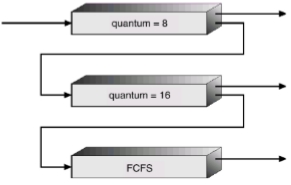 quantum = 8
quantum = 16
FCFS